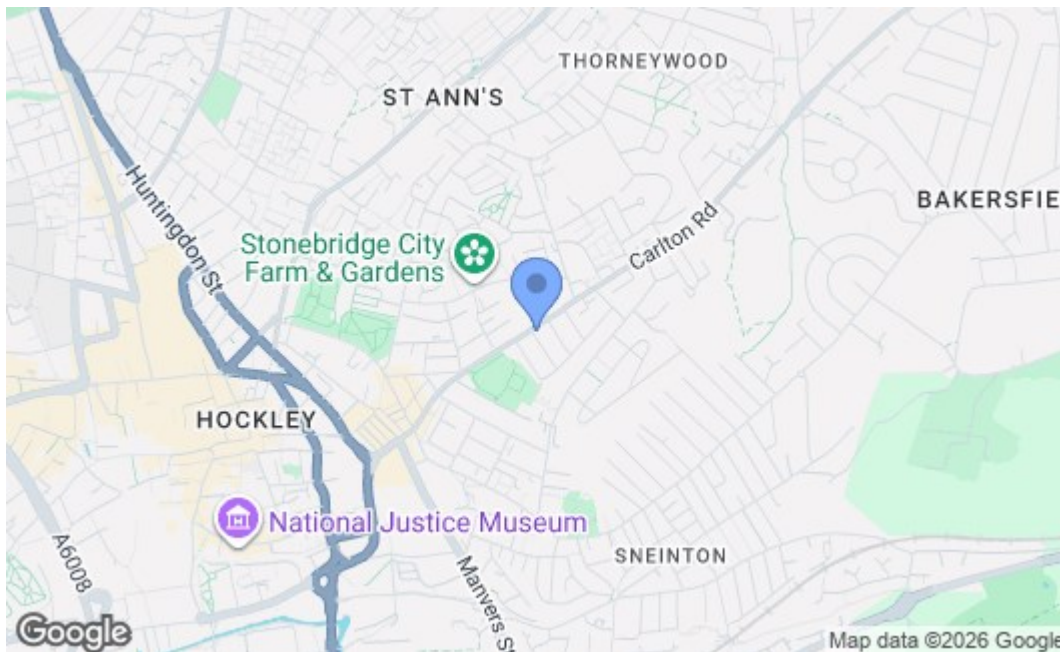 THORNEYWOOD
ST ANN'S
Huntingdon St
BAKERSFIE
Carlton Rd
Stonebridge City
Farm & Gardens
HOCKLEY
National Justice Museum
A6008
Manvers St
SNEINTON
Google
Map data ©2026 Google